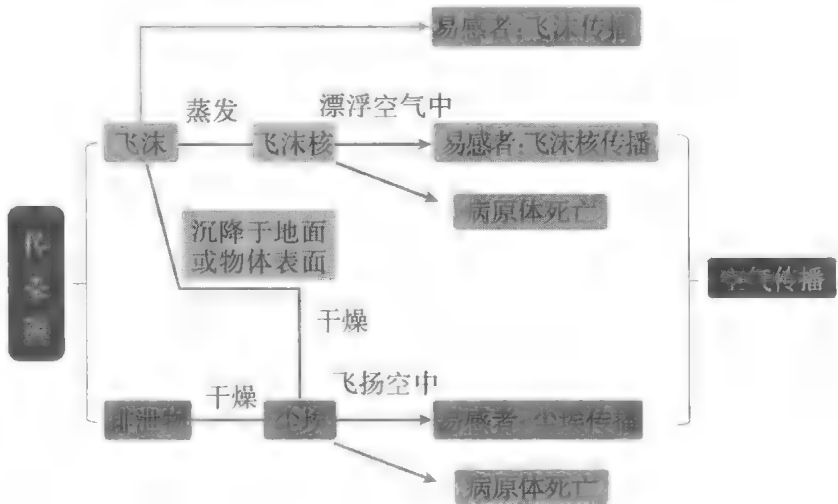 易感者:飞沫传播
蒸发
漂浮空气中
飞沫
飞沫核
易感者:飞沫核传播
病原体死亡
沉降于地面
或物体表面
传染源
空气传播
干燥
干燥
飞扬空中
排泄物
尘埃
易感者:尘埃传播
病原体死亡